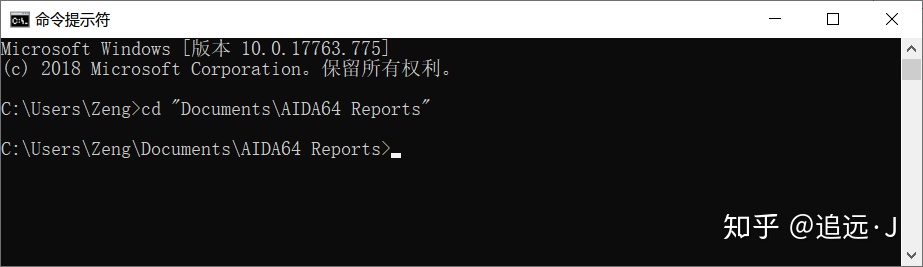 命令提示符
Microsoft Windows [版本 10.0.17763.775]
(c) 2018 Microsoft Corporation。保留所有权利。
C:\Users\Zeng>cd "Documents\AIDA64 Reports"
C:\Users\Zeng\Documents\AIDA64 Reports>
知乎 @追远·J